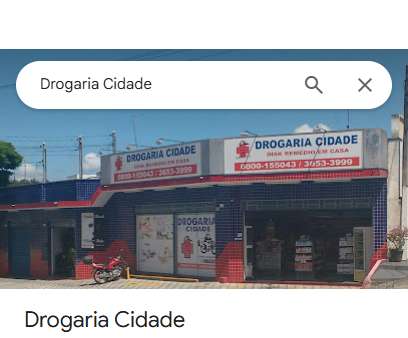 Drogaria Cidade
DROGARIA CIDADE
DISK REMÉDIO EM CASA
0800-155043 / 3653-3999
DROGARIA CIDADE
DISK REMÉDIO EM CASA
0800-155043 / 3653-3999
DROGARIA
CIDADE
Drogaria Cidade